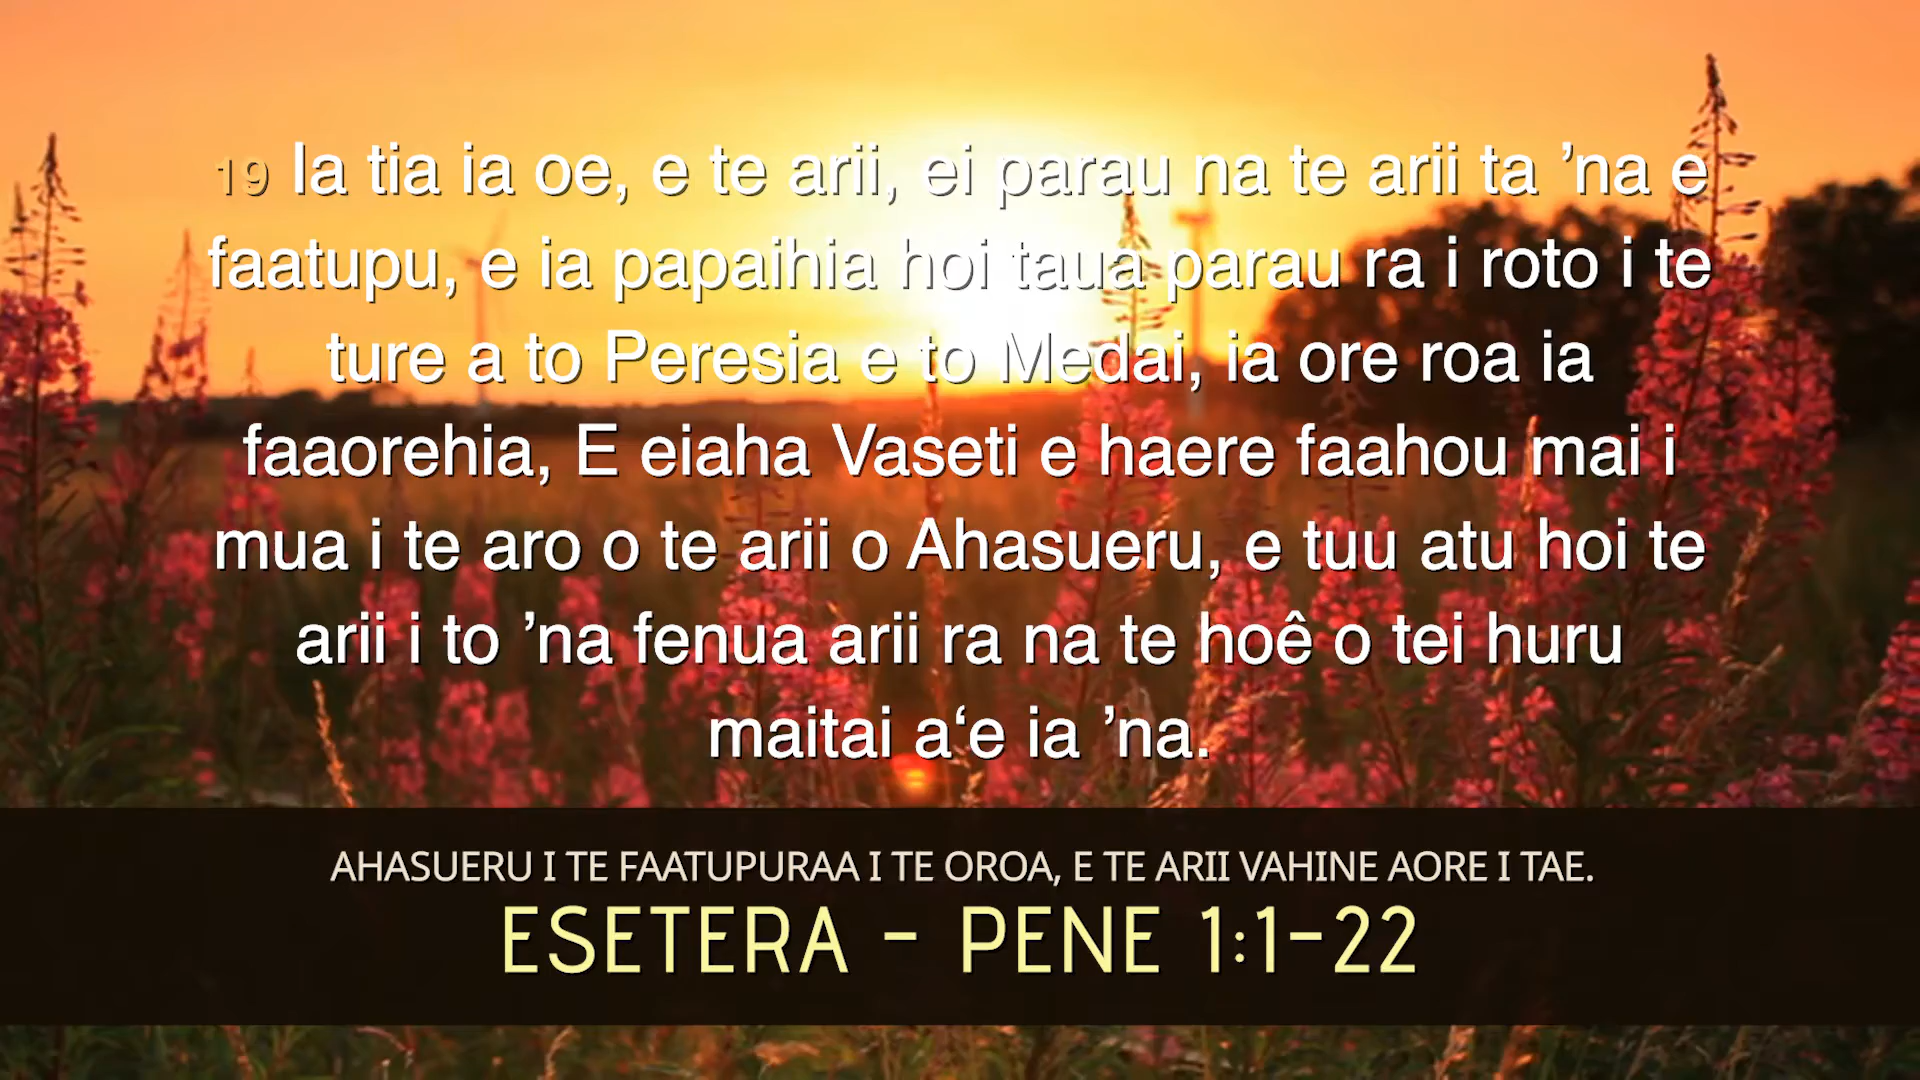 19 Ia tia ia oe, e te arii, ei parau na te arii ta ’na e
faatupu, e ia papaihia hoi taua parau ra i roto i te
ture a to Peresia e to Medai, ia ore roa ia
faaorehia, E eiaha Vaseti e haere faahou mai i
mua i te aro o te arii o Ahasueru, e tuu atu hoi te
arii i to ’na fenua arii ra na te hoê o tei huru
maitai a‘e ia ’na.
AHASUERU I TE FAATUPURAA I TE OROA, E TE ARII VAHINE AORE I TAE.
ESETERA - PENE 1:1-22